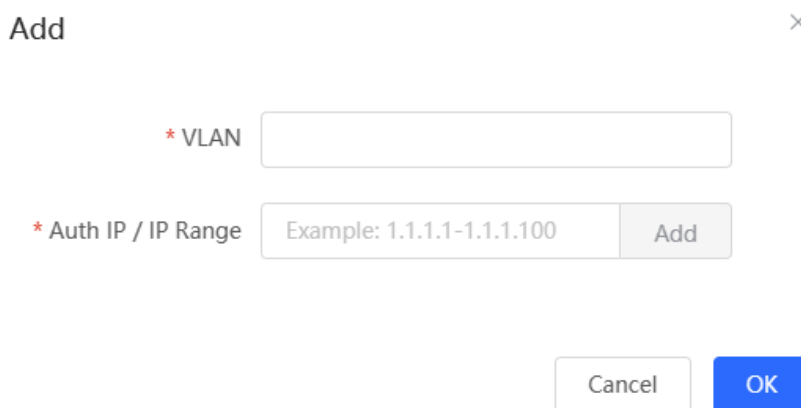 Add
* VLAN
* Auth IP / IP Range Example: 1.1.1.1-1.1.1.100 Add
Cancel OK